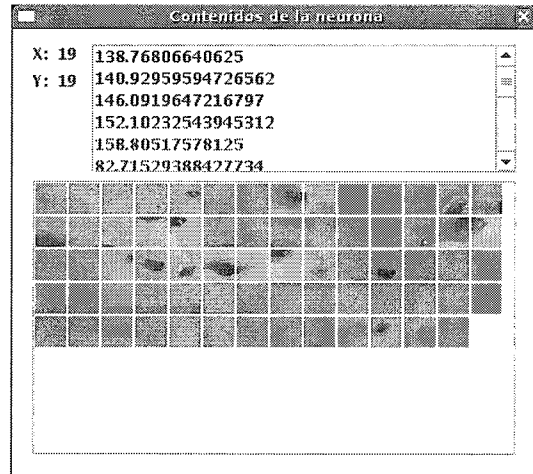 Contenidos de la neurona
X: 19
Y: 19
138.76806640625
140.92959594726562
146.0919647216797
152.10232543945312
158.80517578125
82.71529388427734